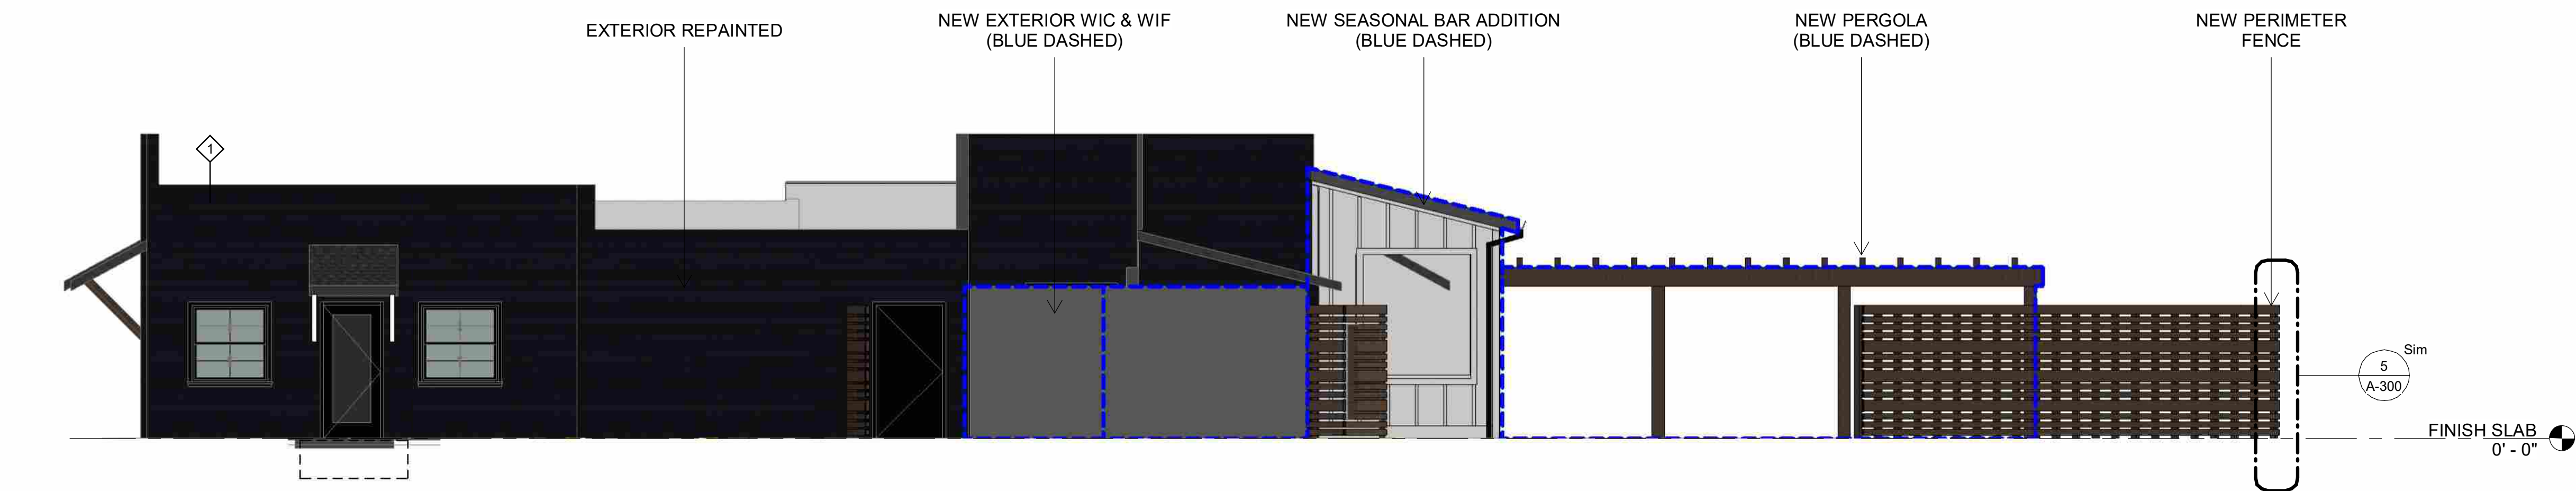 EXTERIOR REPAINTED
NEW EXTERIOR WIC & WIF
(BLUE DASHED)
NEW SEASONAL BAR ADDITION
(BLUE DASHED)
NEW PERGOLA
(BLUE DASHED)
NEW PERIMETER
FENCE
1
Sim
5
A-300
FINISH SLAB
0' - 0"